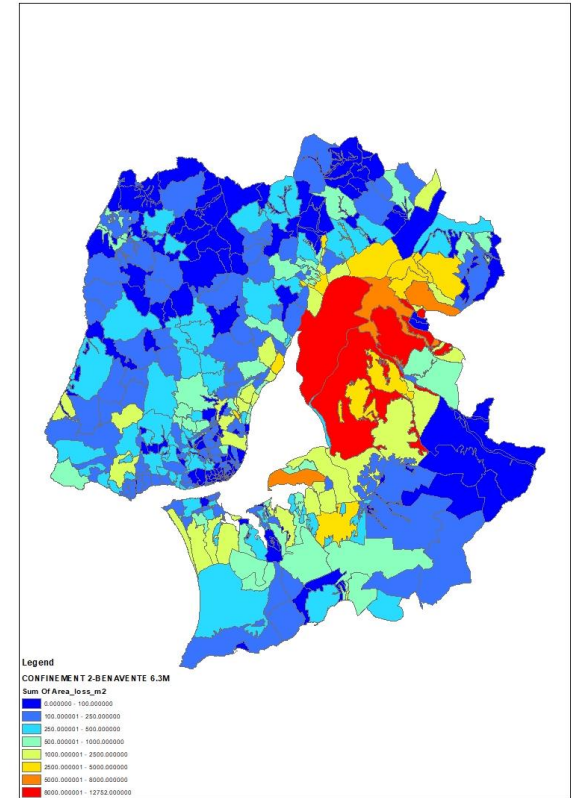 Legend
CONFINEMENT 2-BENAVENTE 6.3M
Sum Of Area_loss_m2
0.000000 - 100.000000
100.000001 - 250.000000
250.000001 - 500.000000
500.000001 - 1000.000000
1000.000001 - 2500.000000
2500.000001 - 5000.000000
5000.000001 - 8000.000000
8000.000001 - 12752.000000